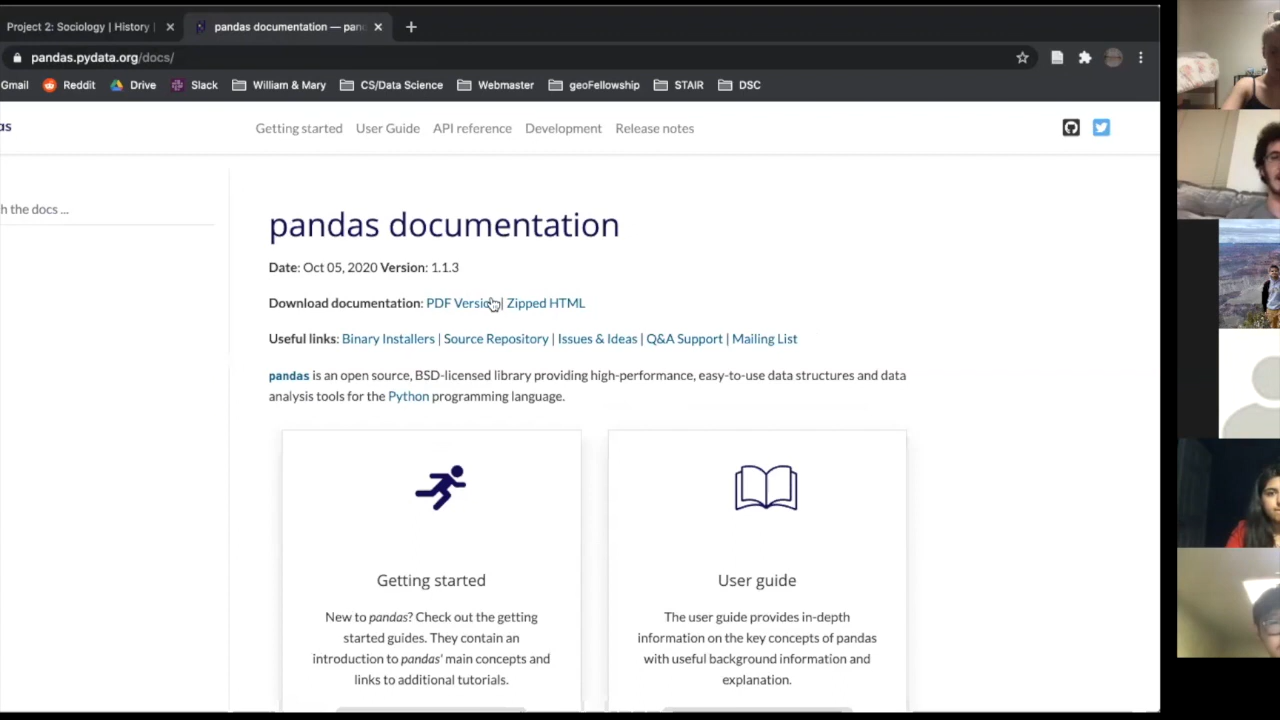 Project 2: Sociology | History |
pandas documentation — pan
pandas.pydata.org/docs/
Gmail Reddit Drive Slack William & Mary CS/Data Science Webmaster geoFellowship STAIR DSC
as
Getting started User Guide API reference Development Release notes
h the docs ...
pandas documentation
Date: Oct 05, 2020 Version: 1.1.3
Download documentation: PDF Version | Zipped HTML
Useful links: Binary Installers | Source Repository | Issues & Ideas | Q&A Support | Mailing List
pandas is an open source, BSD-licensed library providing high-performance, easy-to-use data structures and data
analysis tools for the Python programming language.
Getting started
New to pandas? Check out the getting
started guides. They contain an
introduction to pandas' main concepts and
links to additional tutorials.
User guide
The user guide provides in-depth
information on the key concepts of pandas
with useful background information and
explanation.